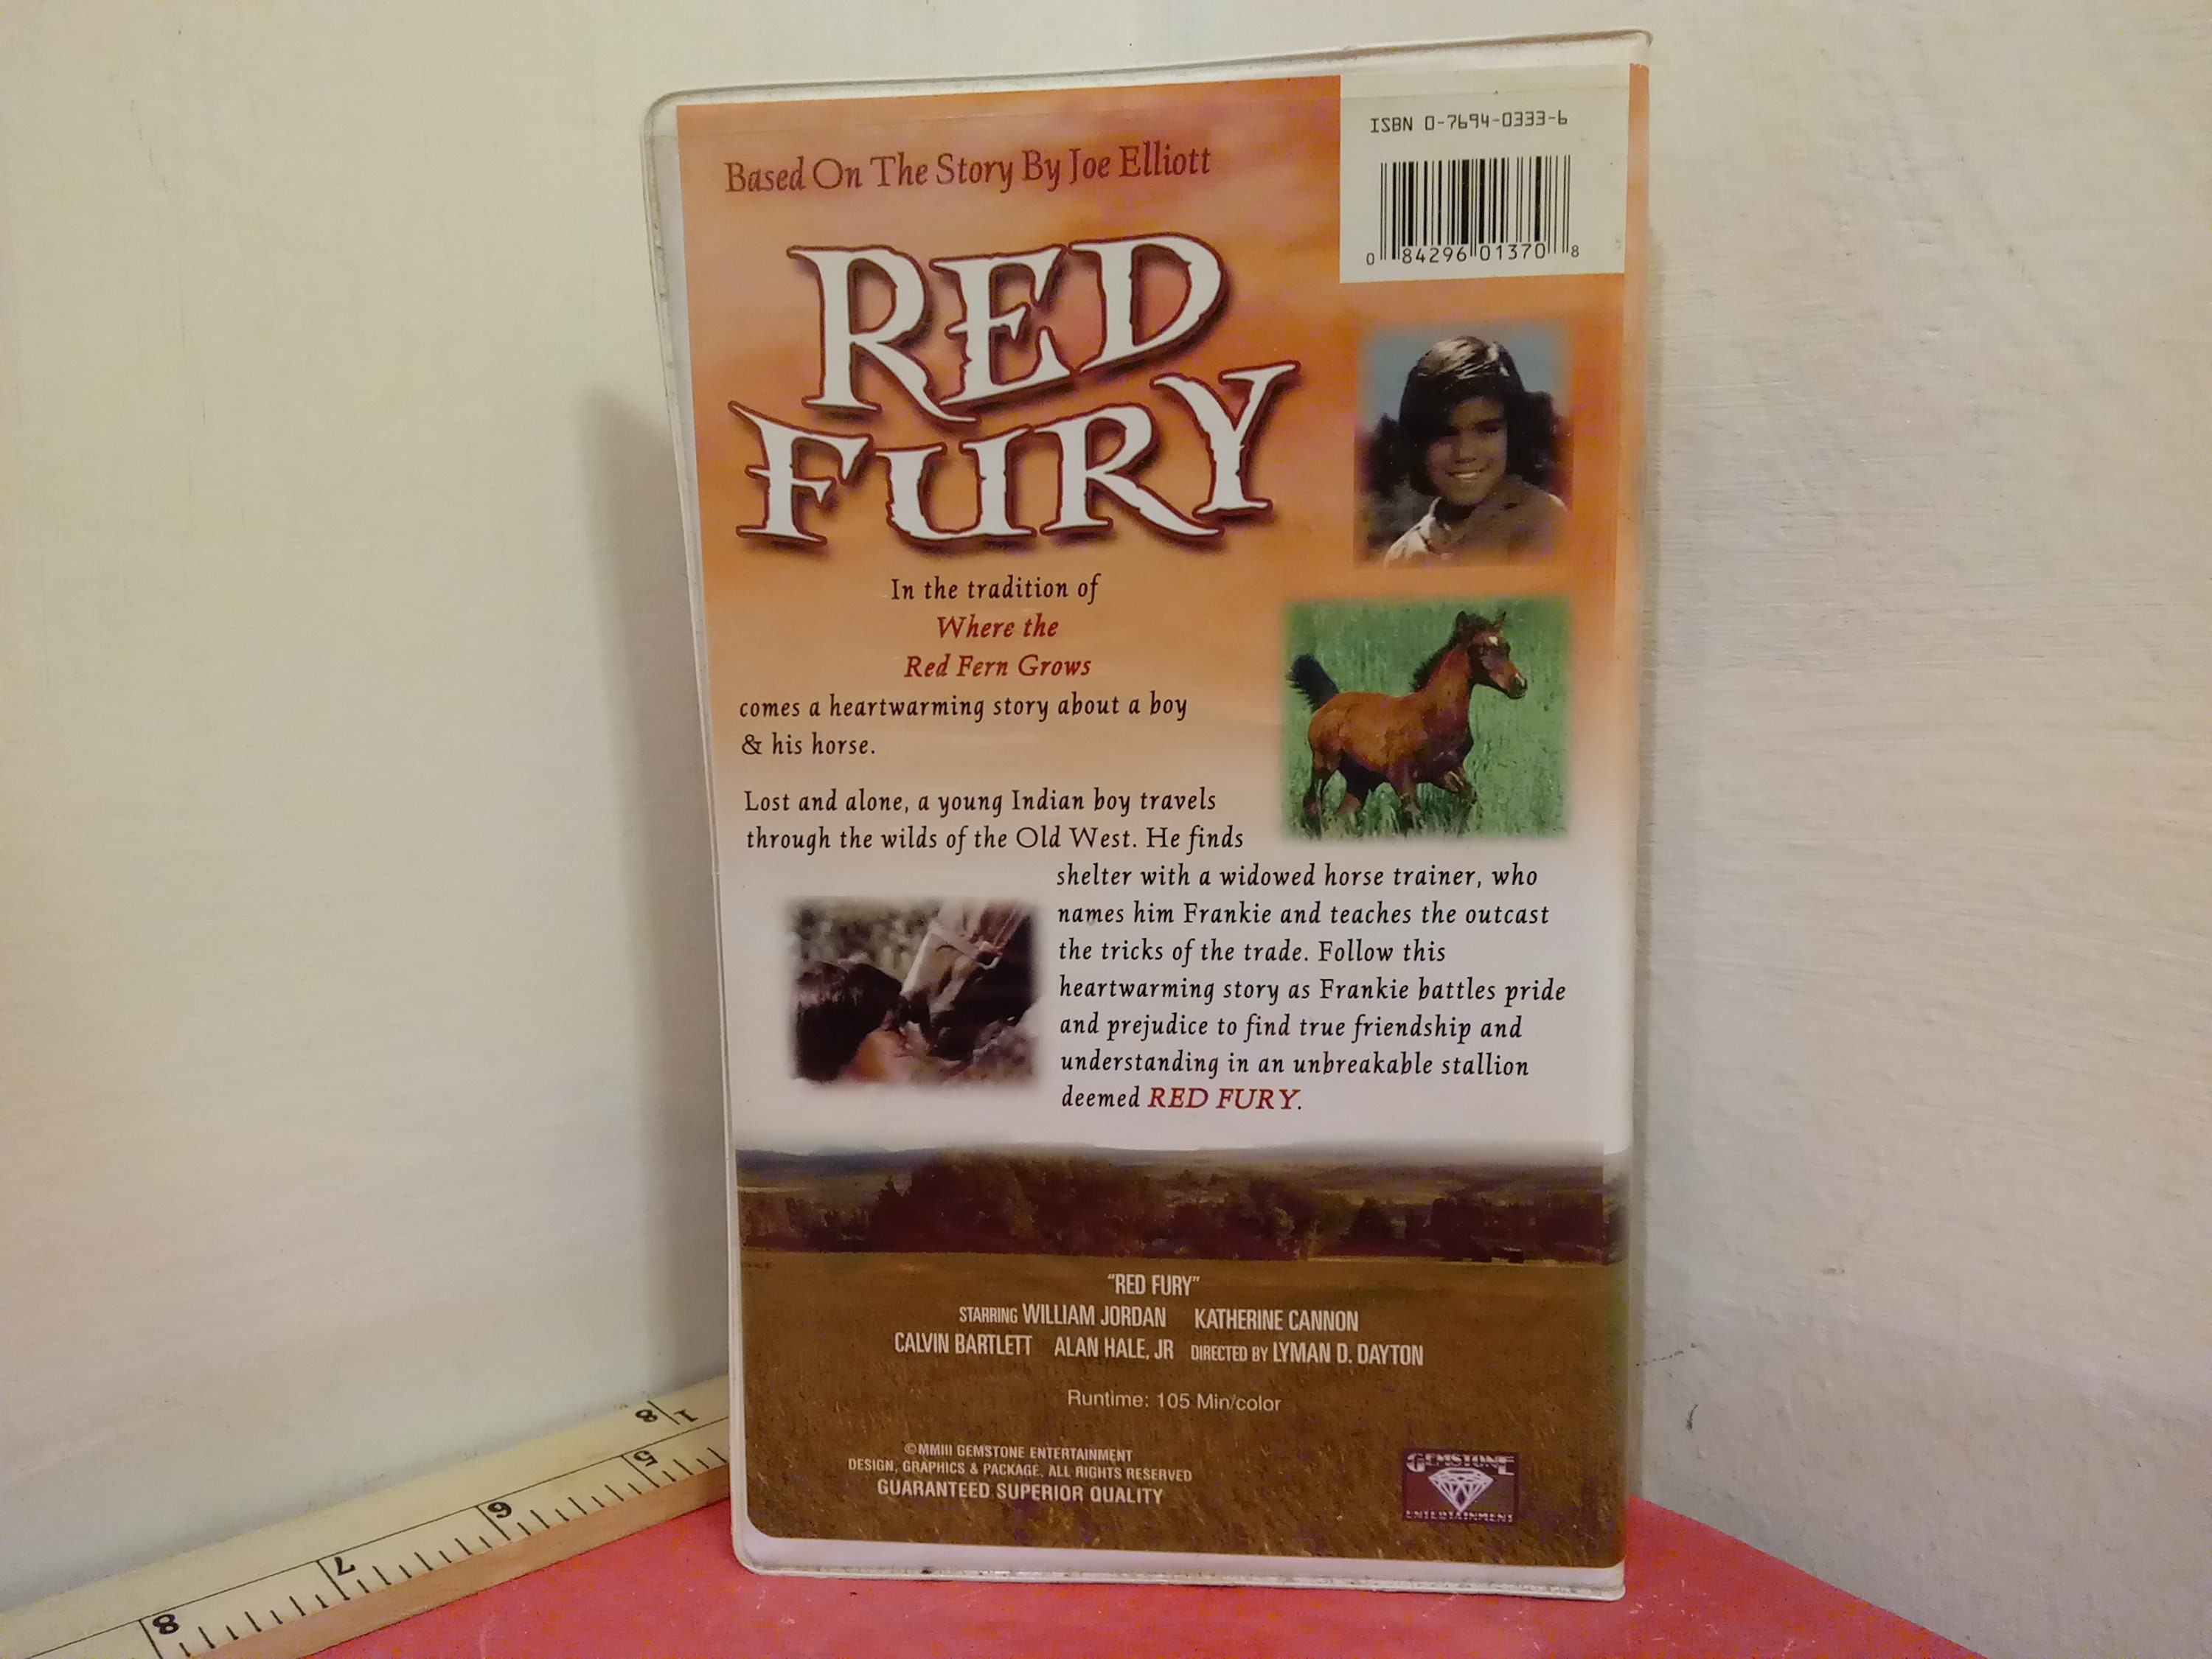 ISBN 0-7694-0333-6
0 84296 01370 8
Based On The Story By Joe Elliott
RED
FURY
In the tradition of
Where the
Red Fern Grows
comes a heartwarming story about a boy
& his horse.
Lost and alone, a young Indian boy travels
through the wilds of the Old West. He finds
shelter with a widowed horse trainer, who
names him Frankie and teaches the outcast
the tricks of the trade. Follow this
heartwarming story as Frankie battles pride
and prejudice to find true friendship and
understanding in an unbreakable stallion
deemed RED FURY.
"RED FURY"
STARRING WILLIAM JORDAN KATHERINE CANNON
CALVIN BARTLETT ALAN HALE, JR DIRECTED BY LYMAN D. DAYTON
Runtime: 105 Min/color
©MMIII GEMSTONE ENTERTAINMENT
DESIGN, GRAPHICS & PACKAGE, ALL RIGHTS RESERVED
GUARANTEED SUPERIOR QUALITY
GEMSTONE
ENTERTAINMENT
8 7 6 5
1 8